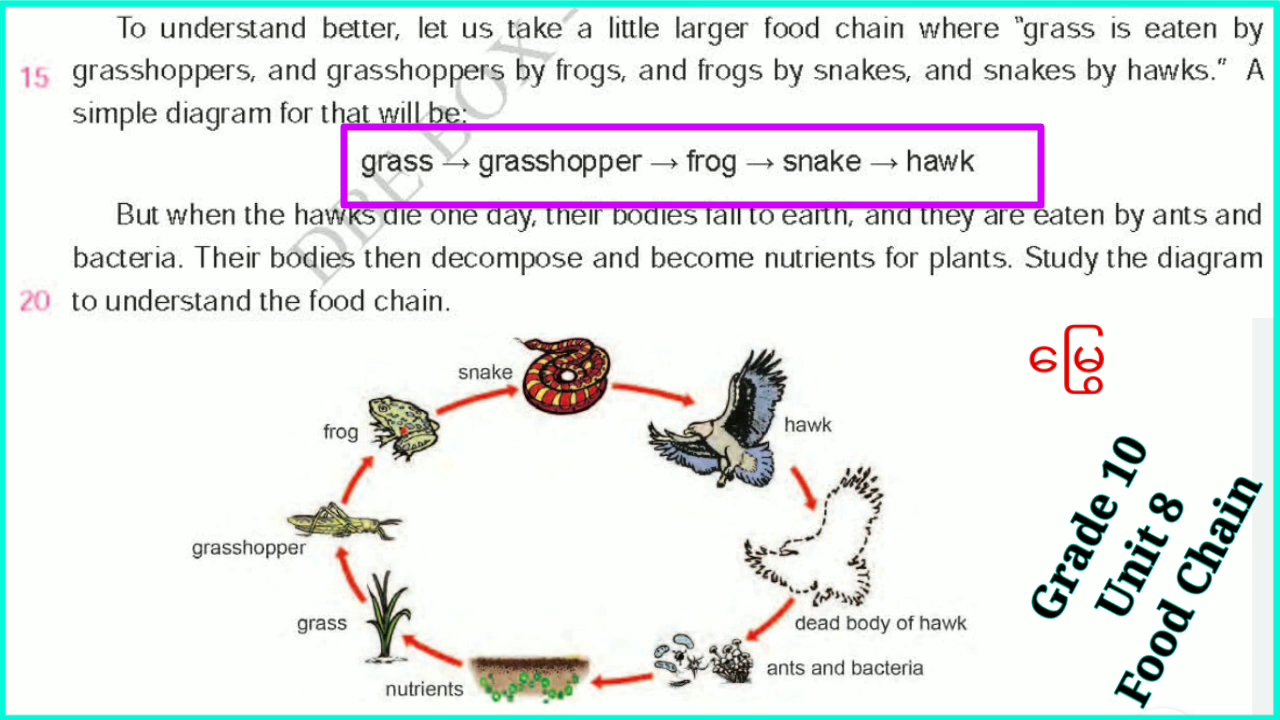 To understand better, let us take a little larger food chain where "grass is eaten by
15 grasshoppers, and grasshoppers by frogs, and frogs by snakes, and snakes by hawks." A
simple diagram for that will be:
grass → grasshopper → frog → snake → hawk
But when the hawks die one day, their bodies fall to earth, and they are eaten by ants and
bacteria. Their bodies then decompose and become nutrients for plants. Study the diagram
20 to understand the food chain.
snake
မြွေ
hawk
frog
grasshopper
grass
dead body of hawk
ants and bacteria
nutrients
Grade 10
Unit 8
Food Chain